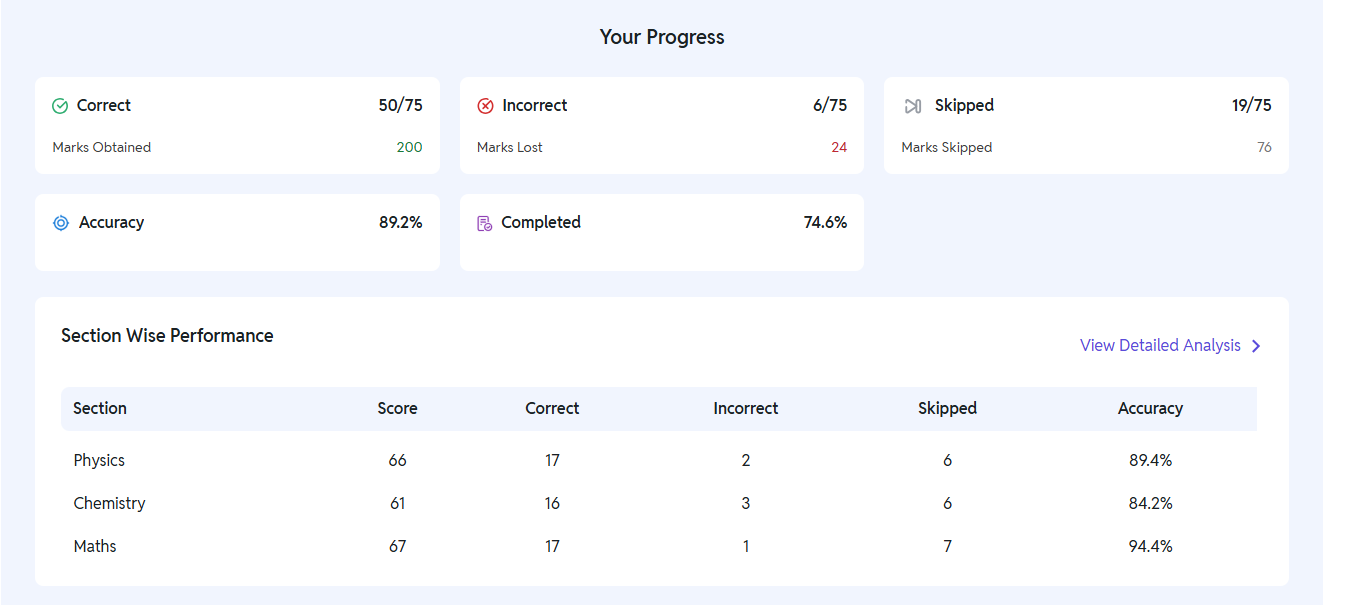 Your Progress
Correct 50/75
Marks Obtained 200
Incorrect 6/75
Marks Lost 24
Skipped 19/75
Marks Skipped 76
Accuracy 89.2%
Completed 74.6%
Section Wise Performance
View Detailed Analysis
Section Score Correct Incorrect Skipped Accuracy
Physics 66 17 2 6 89.4%
Chemistry 61 16 3 6 84.2%
Maths 67 17 1 7 94.4%